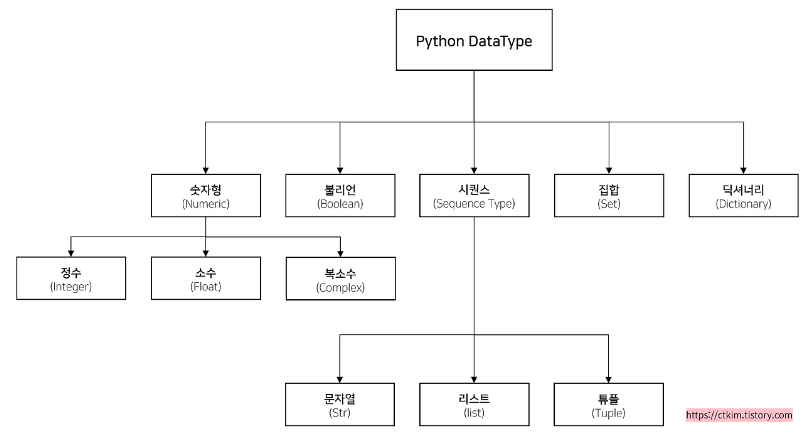 Python DataType
숫자형
(Numeric)
불리언
(Boolean)
시퀀스
(Sequence Type)
집합
(Set)
딕셔너리
(Dictionary)
정수
(Integer)
소수
(Float)
복소수
(Complex)
문자열
(Str)
리스트
(list)
튜플
(Tuple)
https://ctkim.tistory.com